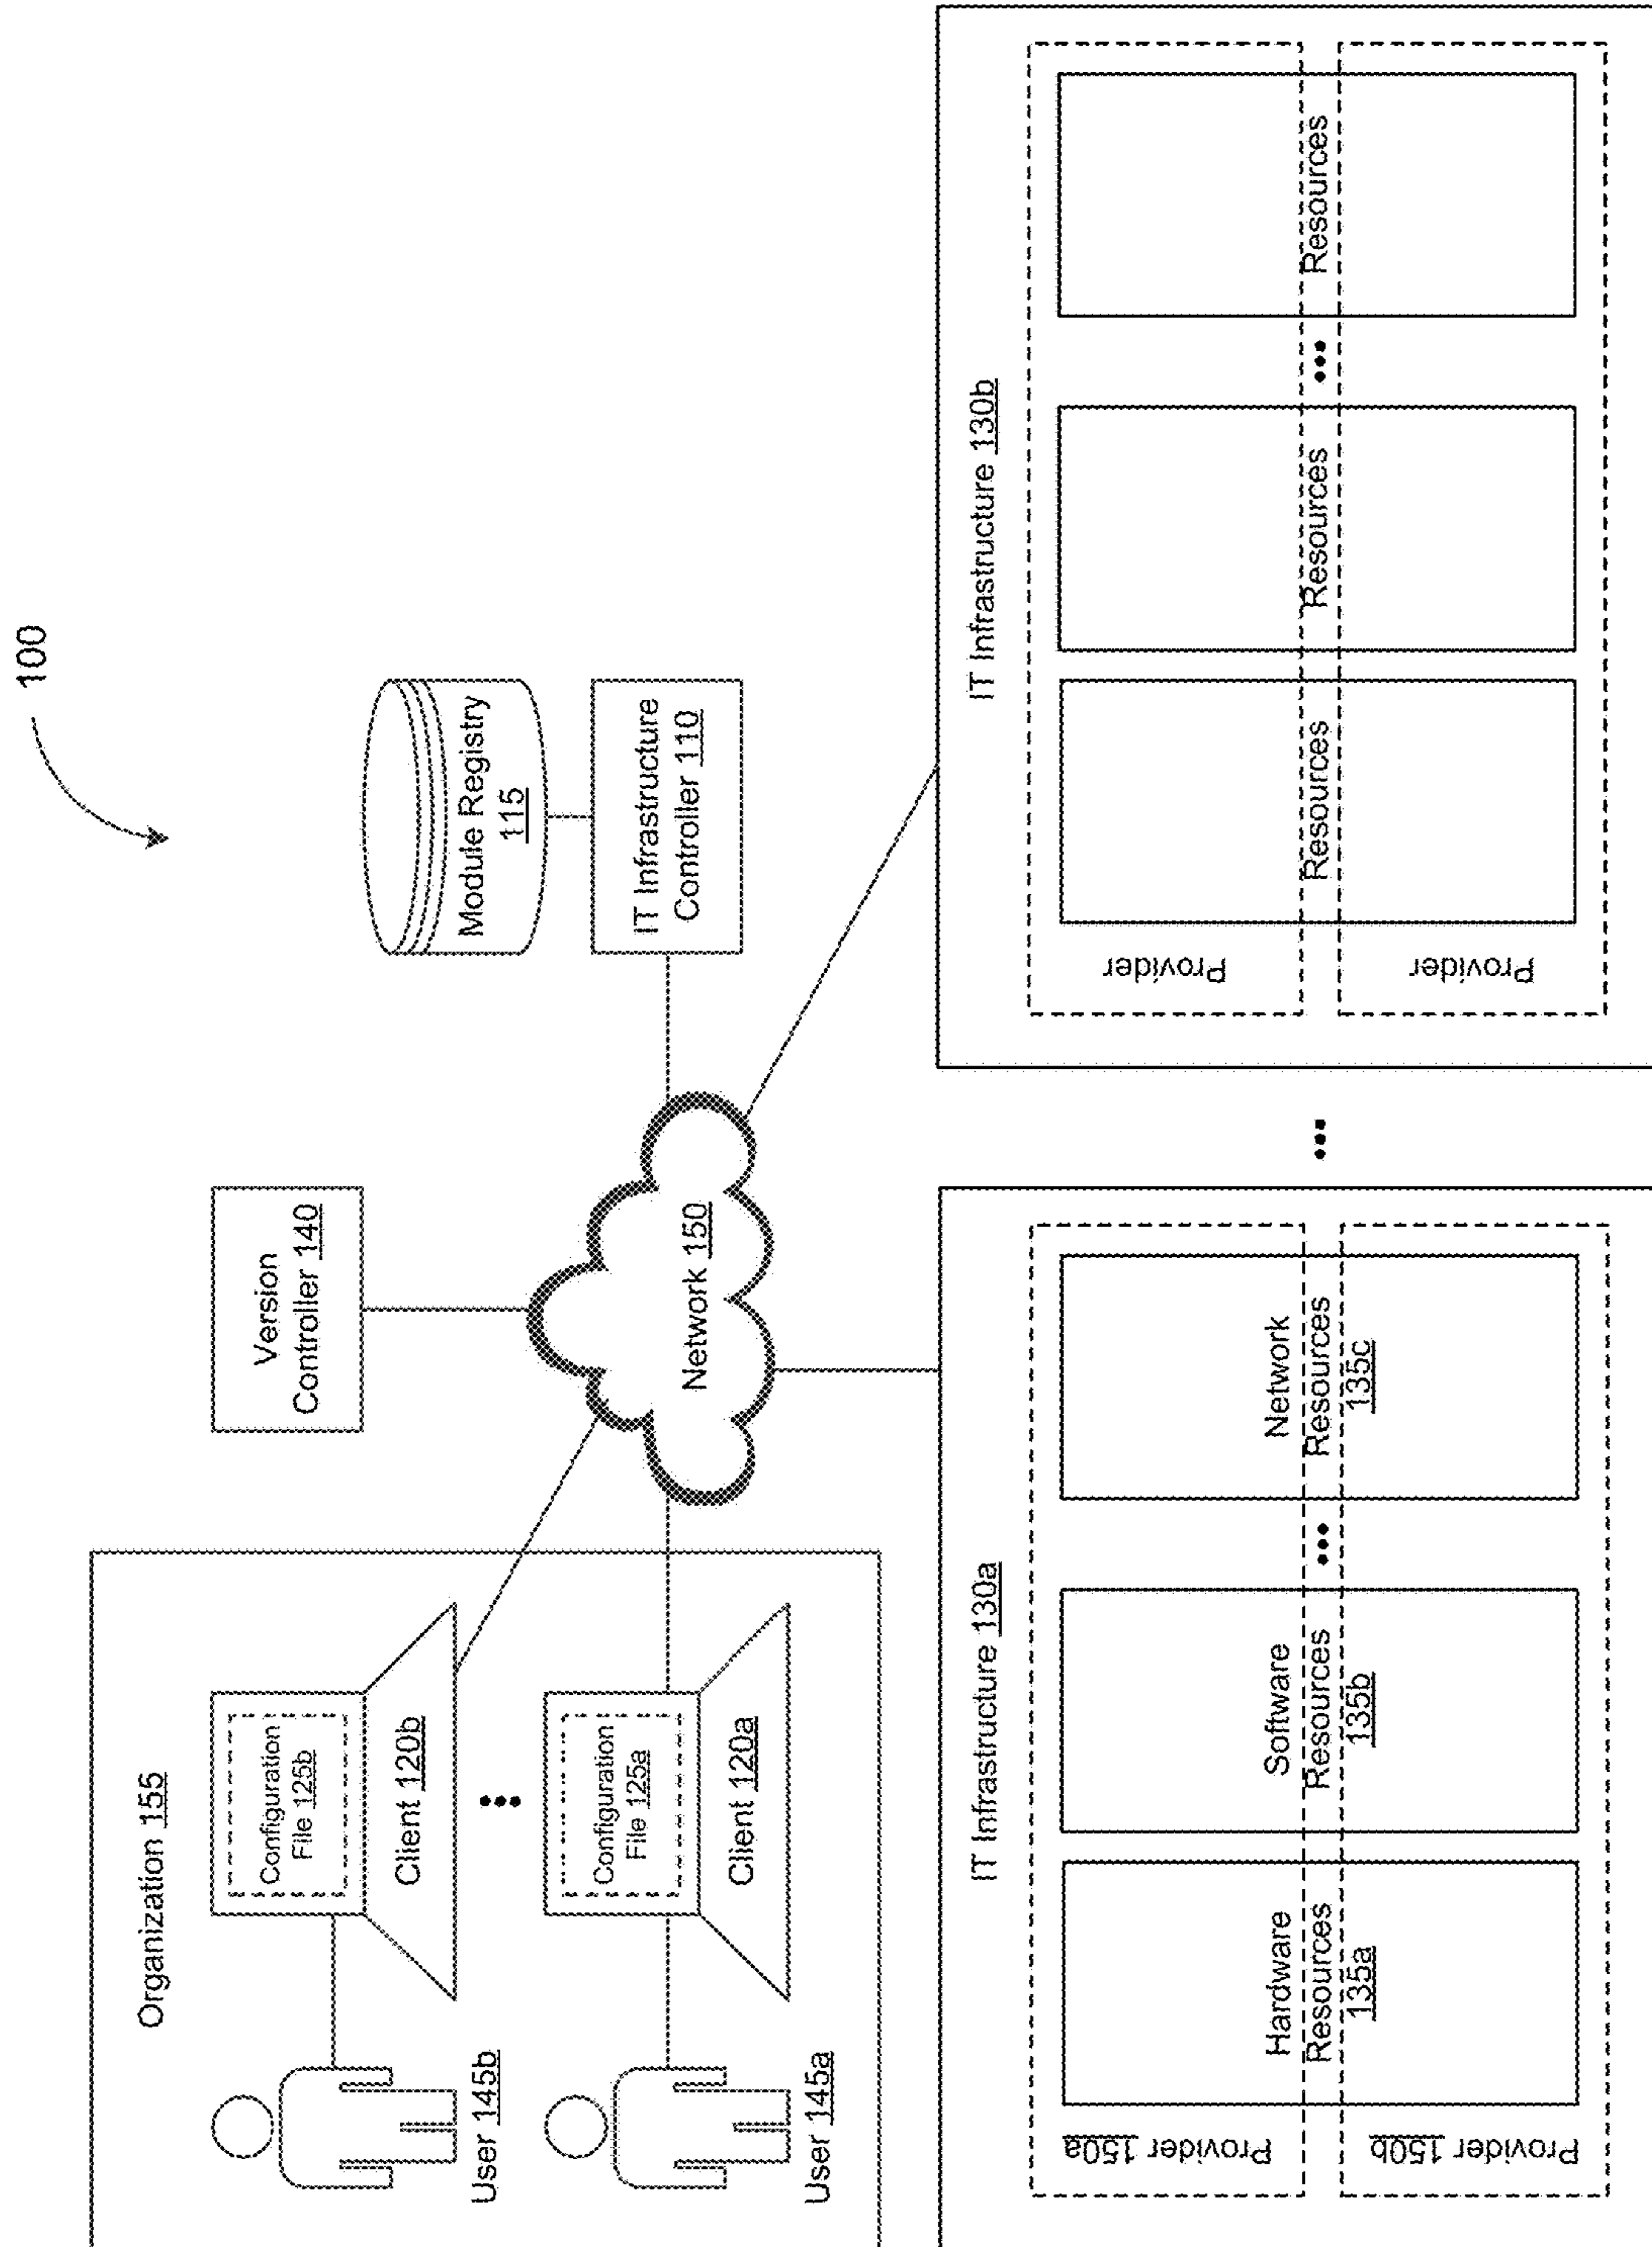 100
Organization 155
Configuration
File 125b
Client 120b
User 145b
•••
Configuration
File 125a
Client 120a
User 145a
Version
Controller 140
Module Registry
115
IT Infrastructure
Controller 110
Network 150
IT Infrastructure 130a
Provider 150a
Provider 150b
Hardware
Resources
135a
Software
Resources
135b
•••
Network
Resources
135c
•••
IT Infrastructure 130b
Provider
Provider
Resources
Resources
•••
Resources